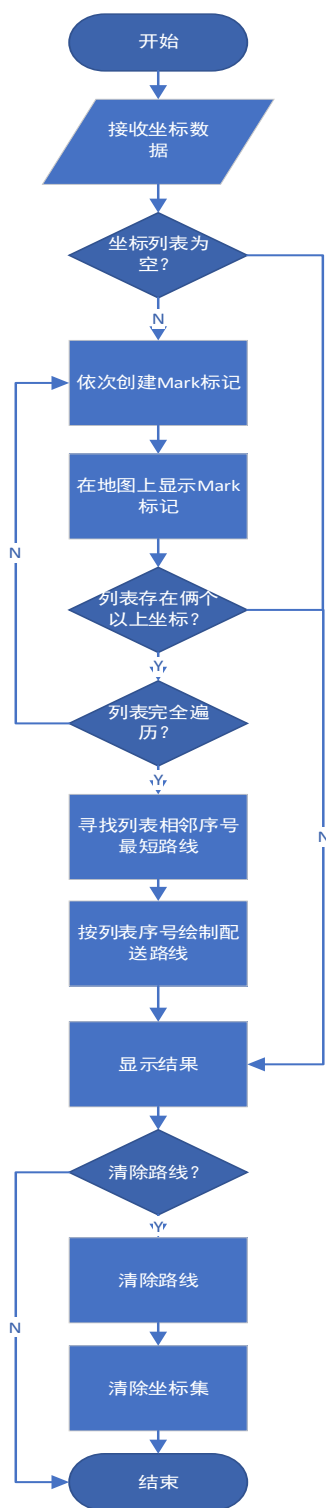 开始
接收坐标数
据
坐标列表为
空?
N
依次创建Mark标记
在地图上显示Mark
标记
N
列表存在俩个
以上坐标?
Y
列表完全遍
历?
Y
寻找列表相邻序号
最短路线
N
按列表序号绘制配
送路线
显示结果
清除路线?
Y
清除路线
N
清除坐标集
结束